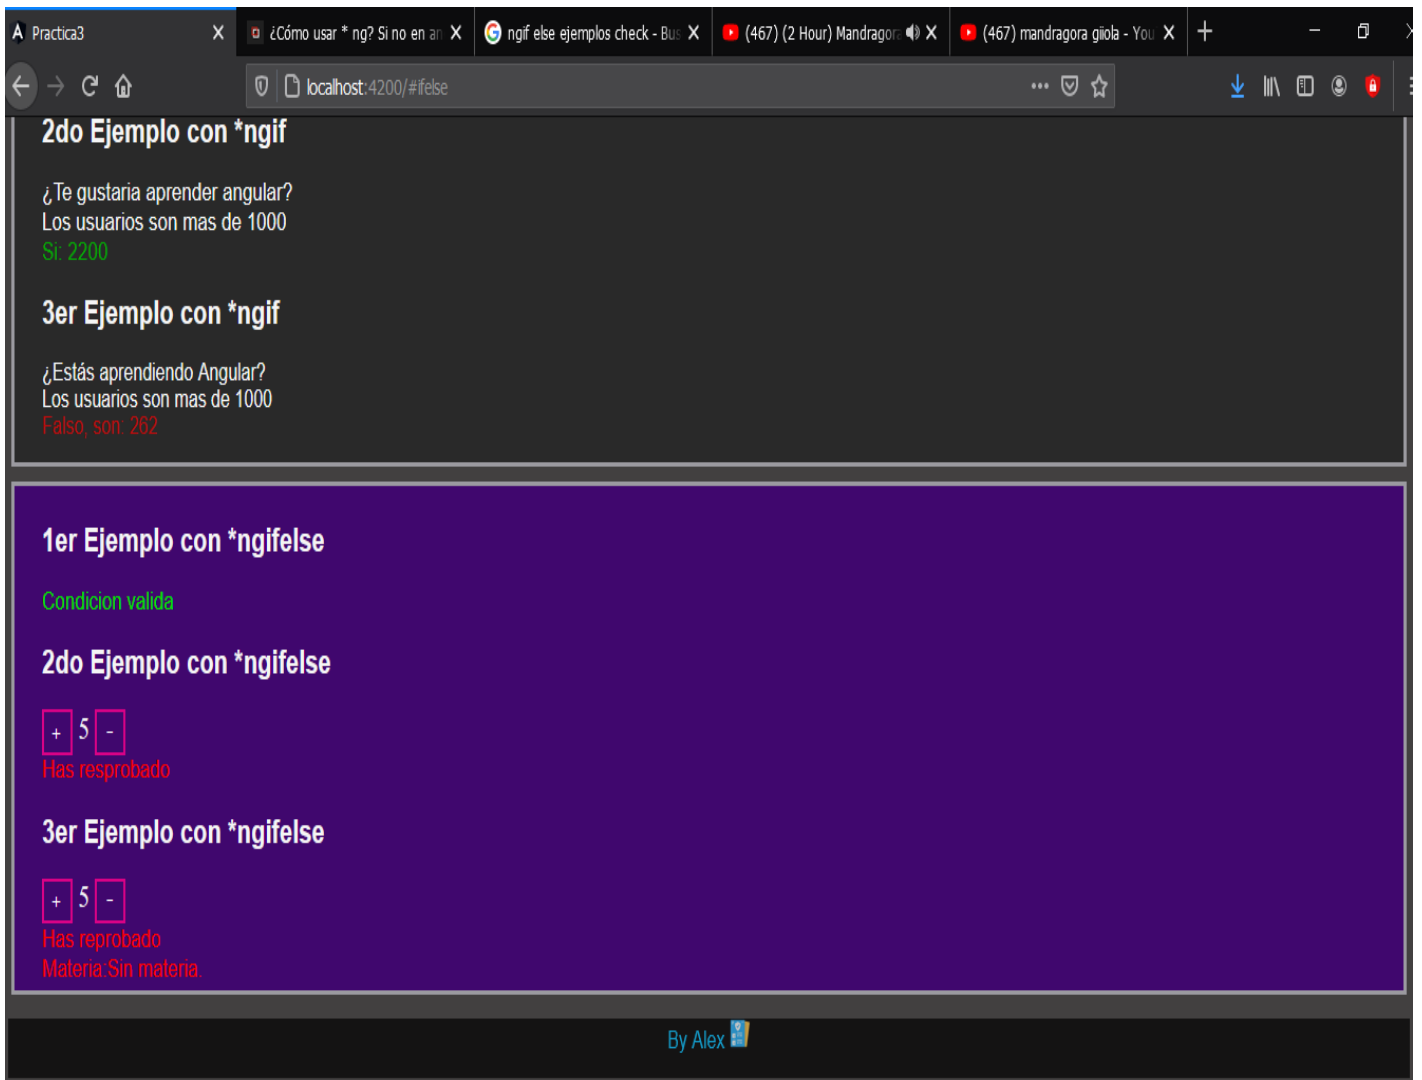 Practica3
¿Cómo usar * ng? Si no en an
ngif else ejemplos check - Bus
(467) (2 Hour) Mandragora
(467) mandragora giiola - You
localhost:4200/#ifelse
2do Ejemplo con *ngif
¿Te gustaria aprender angular?
Los usuarios son mas de 1000
Si: 2200
3er Ejemplo con *ngif
¿Estás aprendiendo Angular?
Los usuarios son mas de 1000
Falso, son: 262
1er Ejemplo con *ngifelse
Condicion valida
2do Ejemplo con *ngifelse
+ 5 -
Has resprobado
3er Ejemplo con *ngifelse
+ 5 -
Has reprobado
Materia:Sin materia.
By Alex